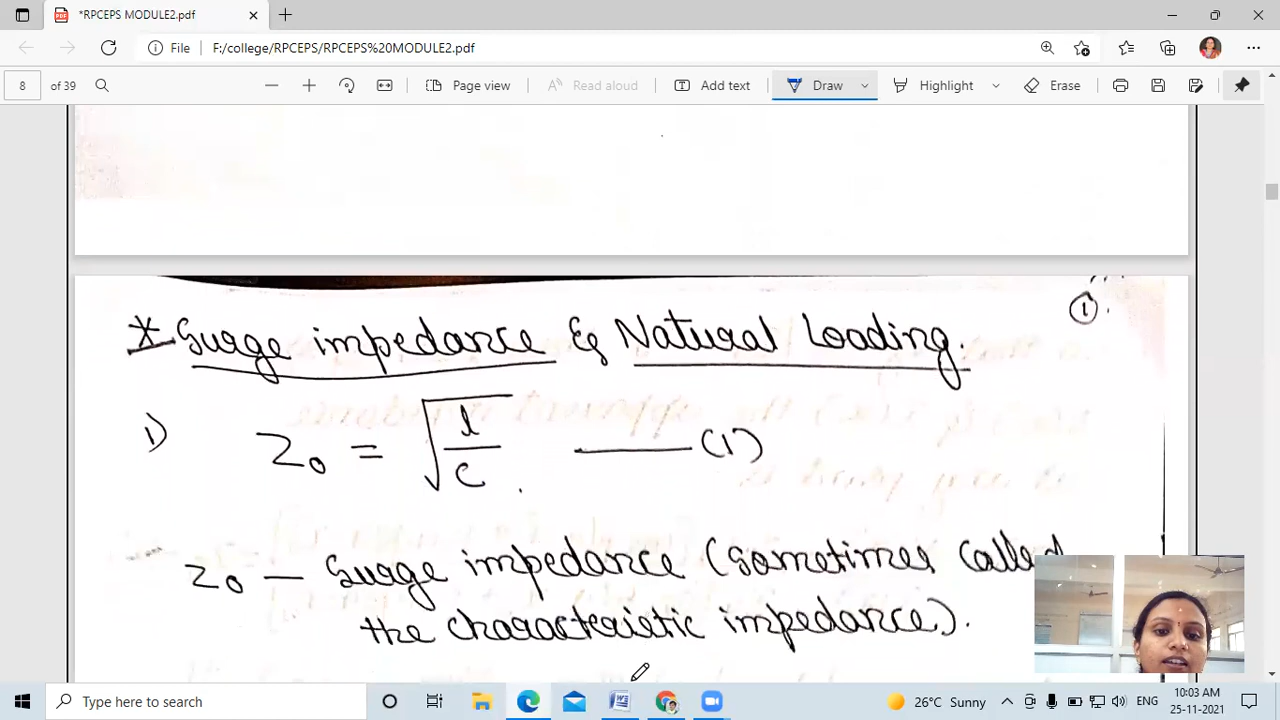 *RPCEPS MODULE2.pdf
File F:/college/RPCEPS/RPCEPS%20MODULE2.pdf
8 of 39 Page view Read aloud Add text Draw Highlight Erase
(1)
* Surge impedance & Natural Loading.
1) Z₀ = √(l/c) —— (1)
Z₀ — Surge impedance (sometimes called
the characteristic impedance).
Type here to search
26°C Sunny ENG 10:03 AM
25-11-2021